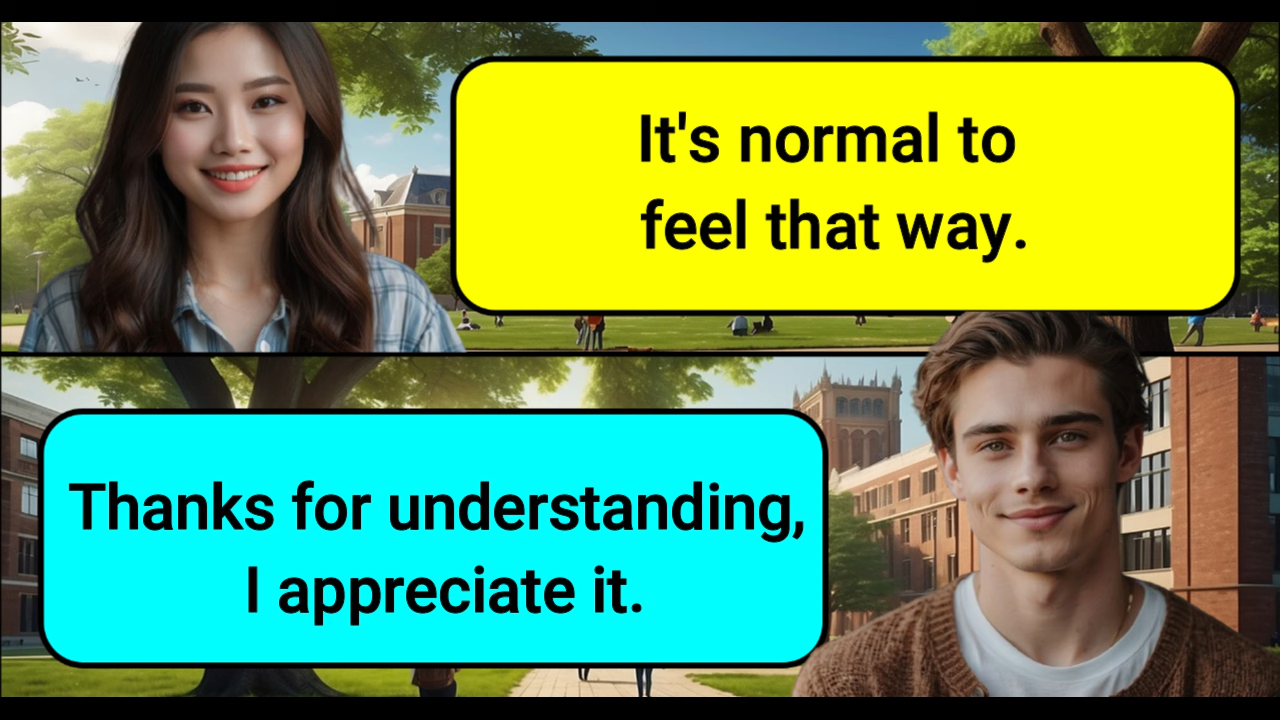 It's normal to
feel that way.
Thanks for understanding,
I appreciate it.